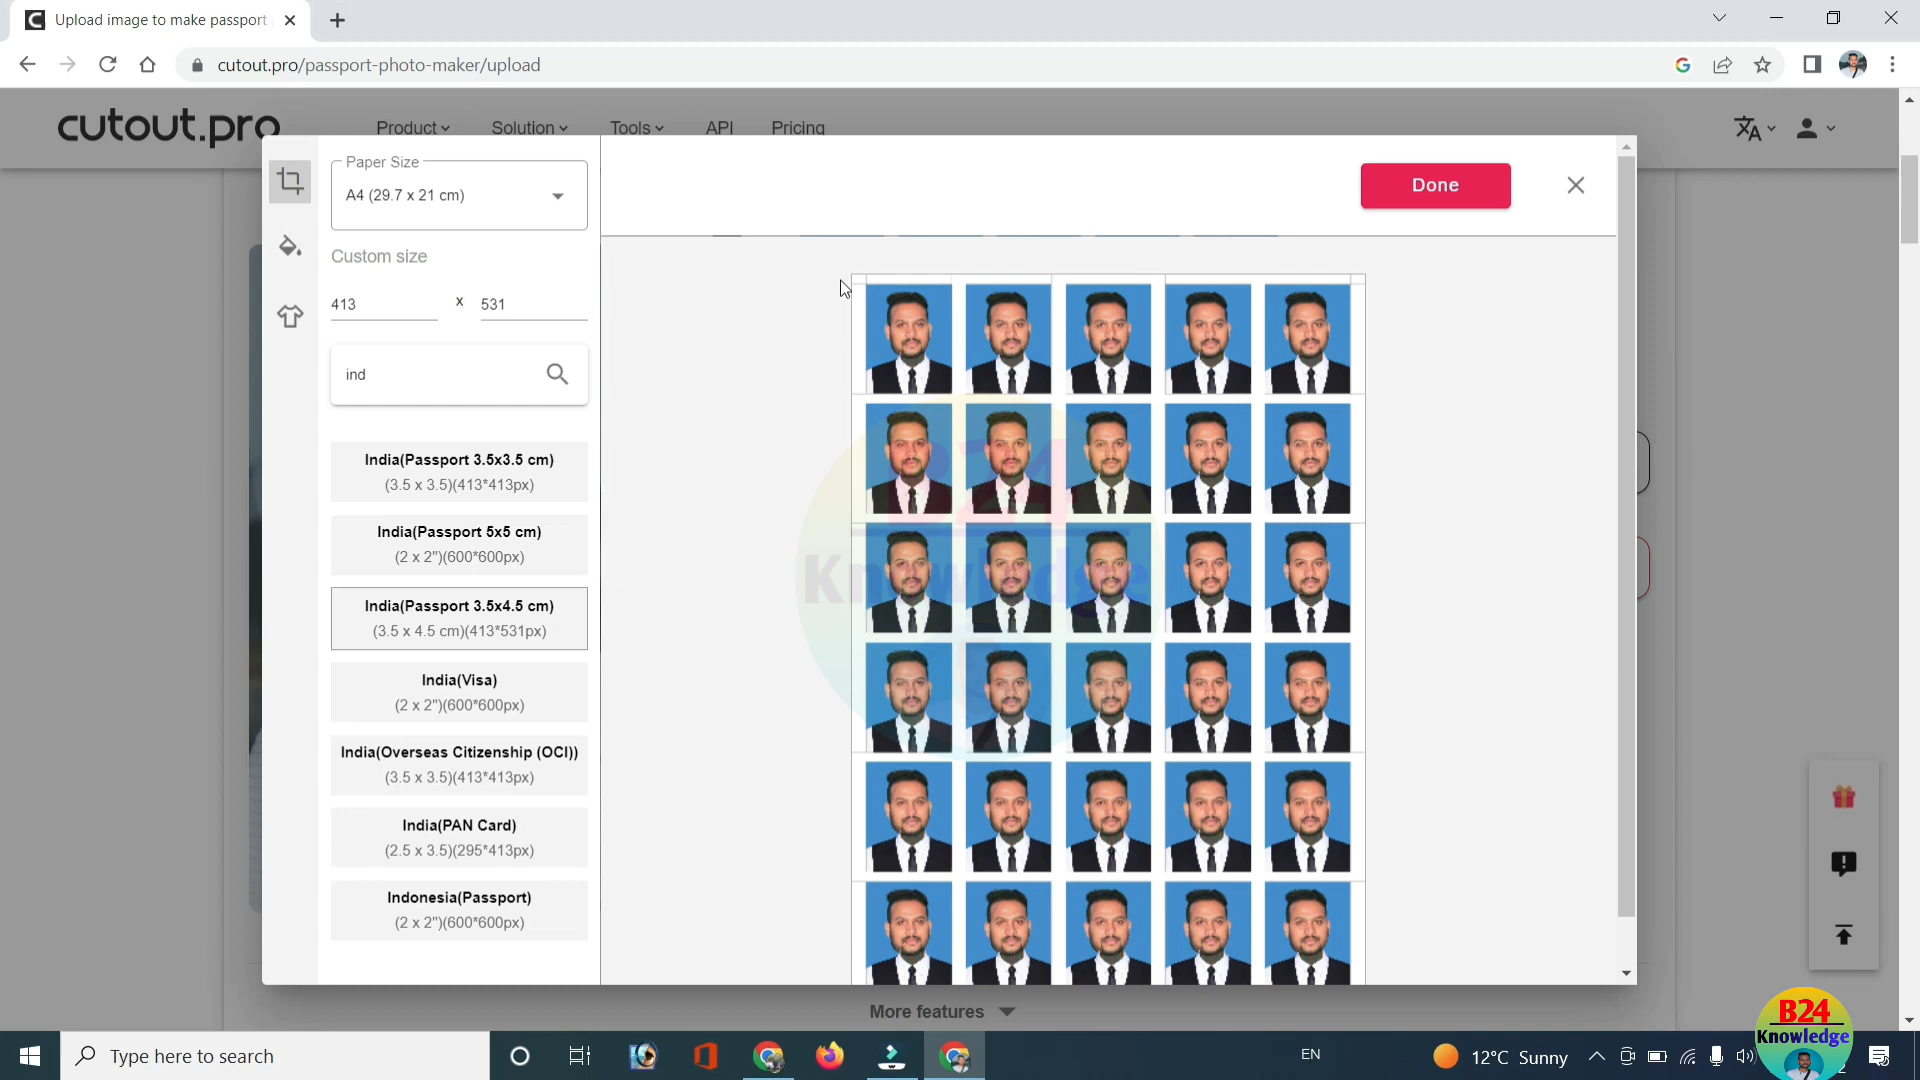 Upload image to make passport
cutout.pro/passport-photo-maker/upload
cutout.pro
Product
Solution
Tools
API
Pricing
Paper Size
A4 (29.7 x 21 cm)
Done
Custom size
413 x 531
ind
India(Passport 3.5x3.5 cm)
(3.5 x 3.5)(413*413px)
India(Passport 5x5 cm)
(2 x 2")(600*600px)
India(Passport 3.5x4.5 cm)
(3.5 x 4.5 cm)(413*531px)
India(Visa)
(2 x 2")(600*600px)
India(Overseas Citizenship (OCI))
(3.5 x 3.5)(413*413px)
India(PAN Card)
(2.5 x 3.5)(295*413px)
Indonesia(Passport)
(2 x 2")(600*600px)
B24
Knowledge
More features
Type here to search
EN
12°C Sunny
B24
Knowledge